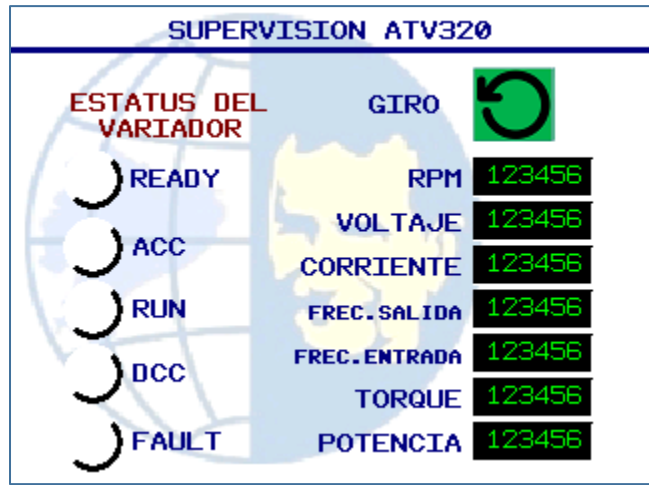 SUPERVISION ATV320
ESTATUS DEL
VARIADOR
READY
ACC
RUN
DCC
FAULT
GIRO
RPM 123456
VOLTAJE 123456
CORRIENTE 123456
FREC.SALIDA 123456
FREC.ENTRADA 123456
TORQUE 123456
POTENCIA 123456